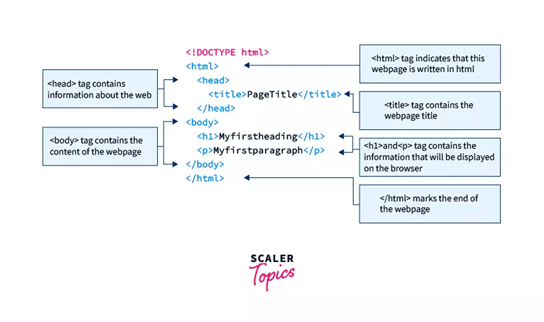 <!DOCTYPE html>
<html>
<head>
<title>PageTitle</title>
</head>
<body>
<h1>Myfirstheading</h1>
<p>Myfirstparagraph</p>
</body>
</html>
<head> tag contains
information about the web
<body> tag contains the
content of the webpage
<html> tag indicates that this
webpage is written in html
<title> tag contains the
webpage title
<h1>and<p> tag contains the
information that will be displayed
on the browser
</html> marks the end of
the webpage
SCALER
Topics